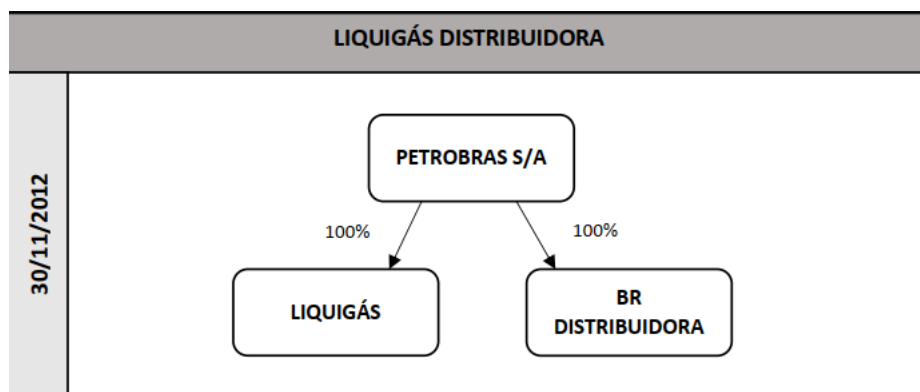 LIQUIGÁS DISTRIBUIDORA
30/11/2012
PETROBRAS S/A
100%
100%
LIQUIGÁS
BR
DISTRIBUIDORA